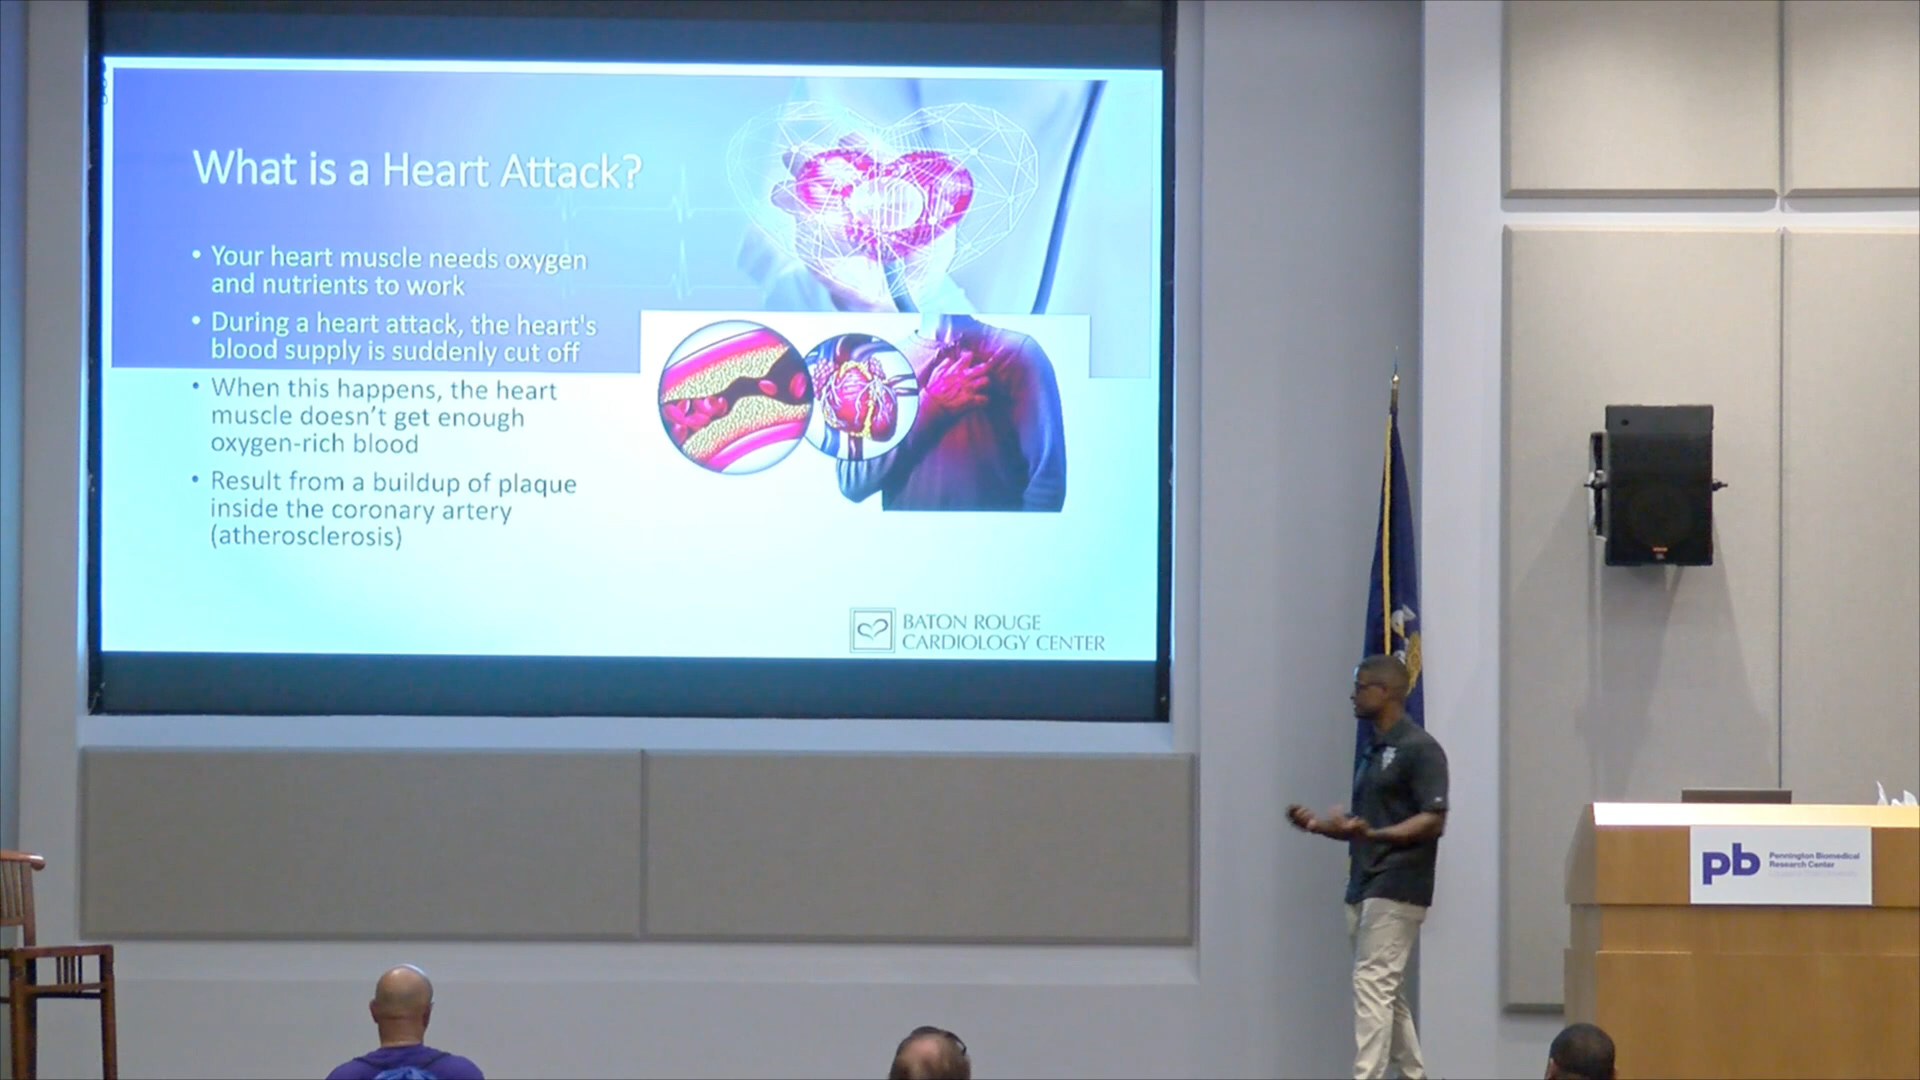 What is a Heart Attack?
• Your heart muscle needs oxygen
and nutrients to work
• During a heart attack, the heart's
blood supply is suddenly cut off
• When this happens, the heart
muscle doesn’t get enough
oxygen-rich blood
• Result from a buildup of plaque
inside the coronary artery
(atherosclerosis)
BATON ROUGE
CARDIOLOGY CENTER
pb
Pennington Biomedical
Research Center